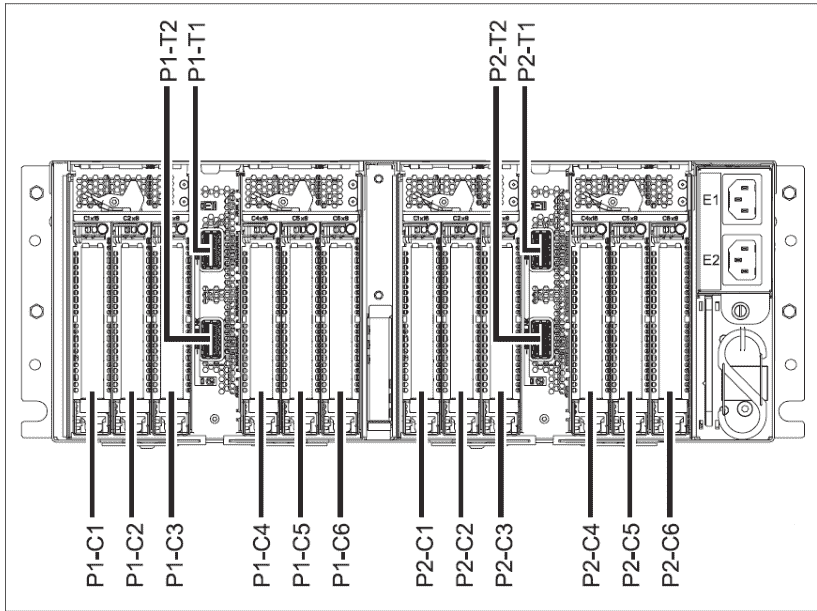 P1-T2
P1-T1
P2-T2
P2-T1
C1x16
C2x8
x8
C4x16
C5x8
C6x8
C1x16
C2x8
x8
C4x16
C5x8
C6x8
E1
E2
P1-C1
P1-C2
P1-C3
P1-C4
P1-C5
P1-C6
P2-C1
P2-C2
P2-C3
P2-C4
P2-C5
P2-C6